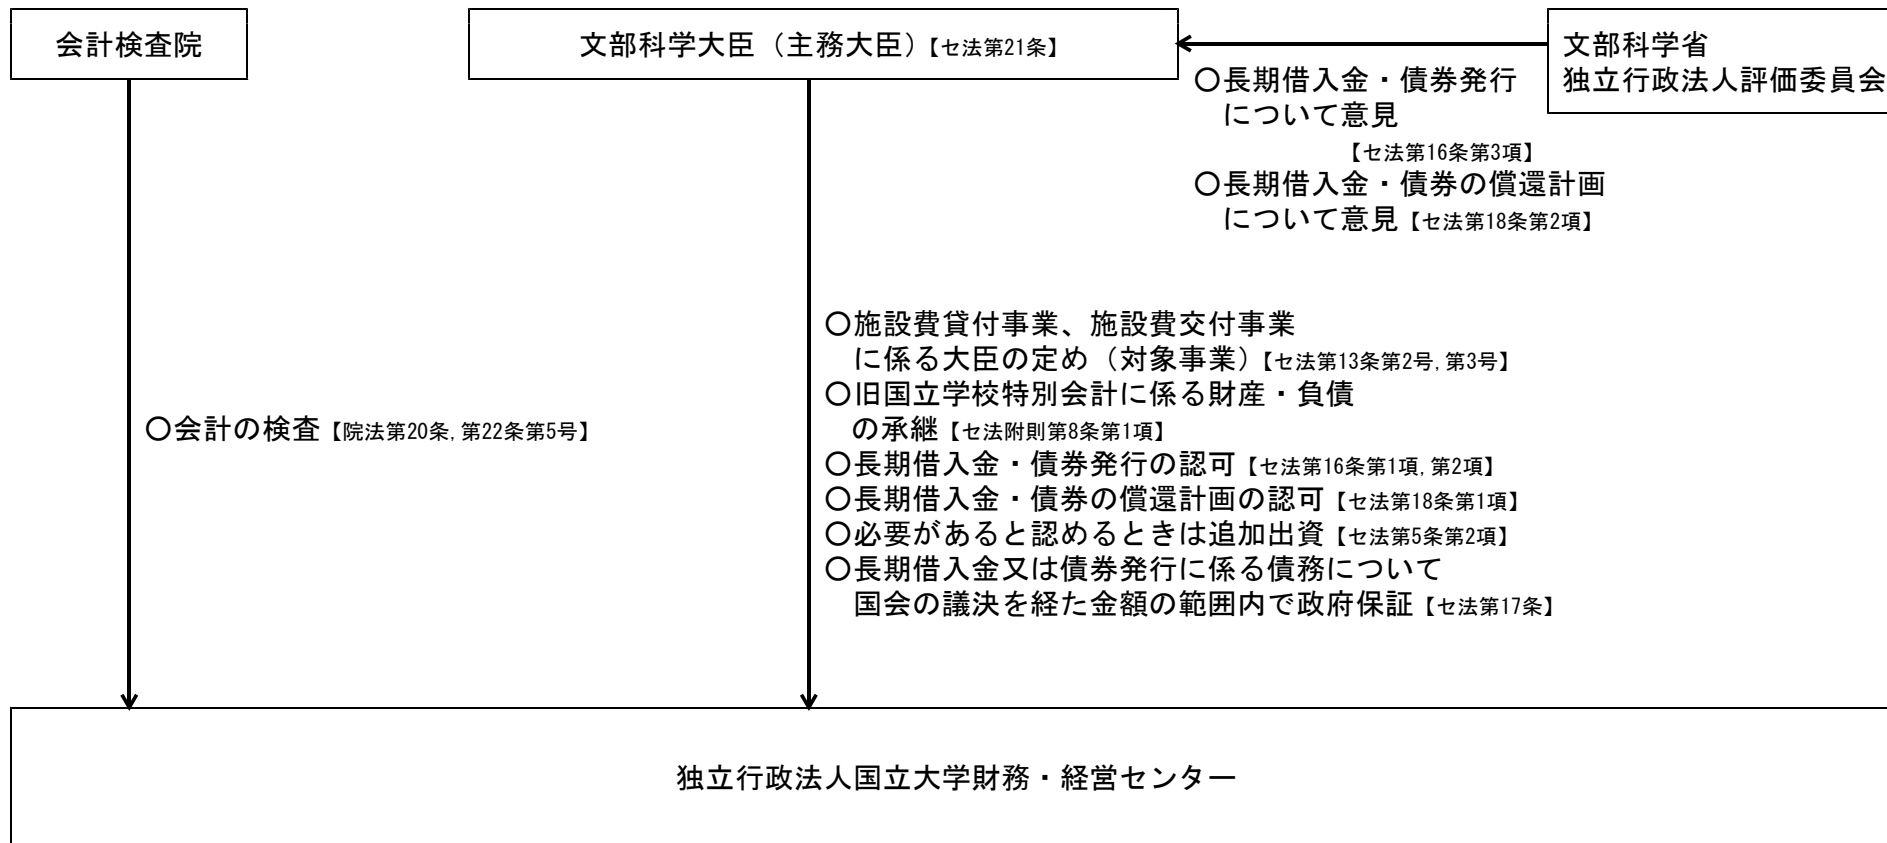 会計検査院
文部科学大臣（主務大臣）【セ法第21条】
文部科学省
独立行政法人評価委員会
○長期借入金・債券発行
について意見
【セ法第16条第3項】
○長期借入金・債券の償還計画
について意見【セ法第18条第2項】
○会計の検査【院法第20条,第22条第5号】
○施設費貸付事業、施設費交付事業
に係る大臣の定め（対象事業）【セ法第13条第2号,第3号】
○旧国立学校特別会計に係る財産・負債
の承継【セ法附則第8条第1項】
○長期借入金・債券発行の認可【セ法第16条第1項,第2項】
○長期借入金・債券の償還計画の認可【セ法第18条第1項】
○必要があると認めるときは追加出資【セ法第5条第2項】
○長期借入金又は債券発行に係る債務について
国会の議決を経た金額の範囲内で政府保証【セ法第17条】
独立行政法人国立大学財務・経営センター